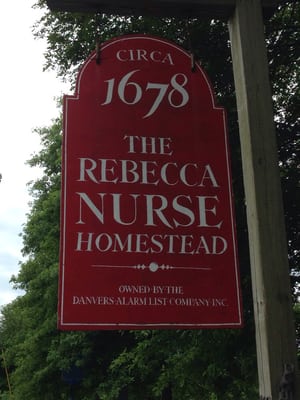 CIRCA
1678
THE
REBECCA
NURSE
HOMESTEAD
OWNED·BY·THE
DANVERS·ALARM LIST COMPANY INC.